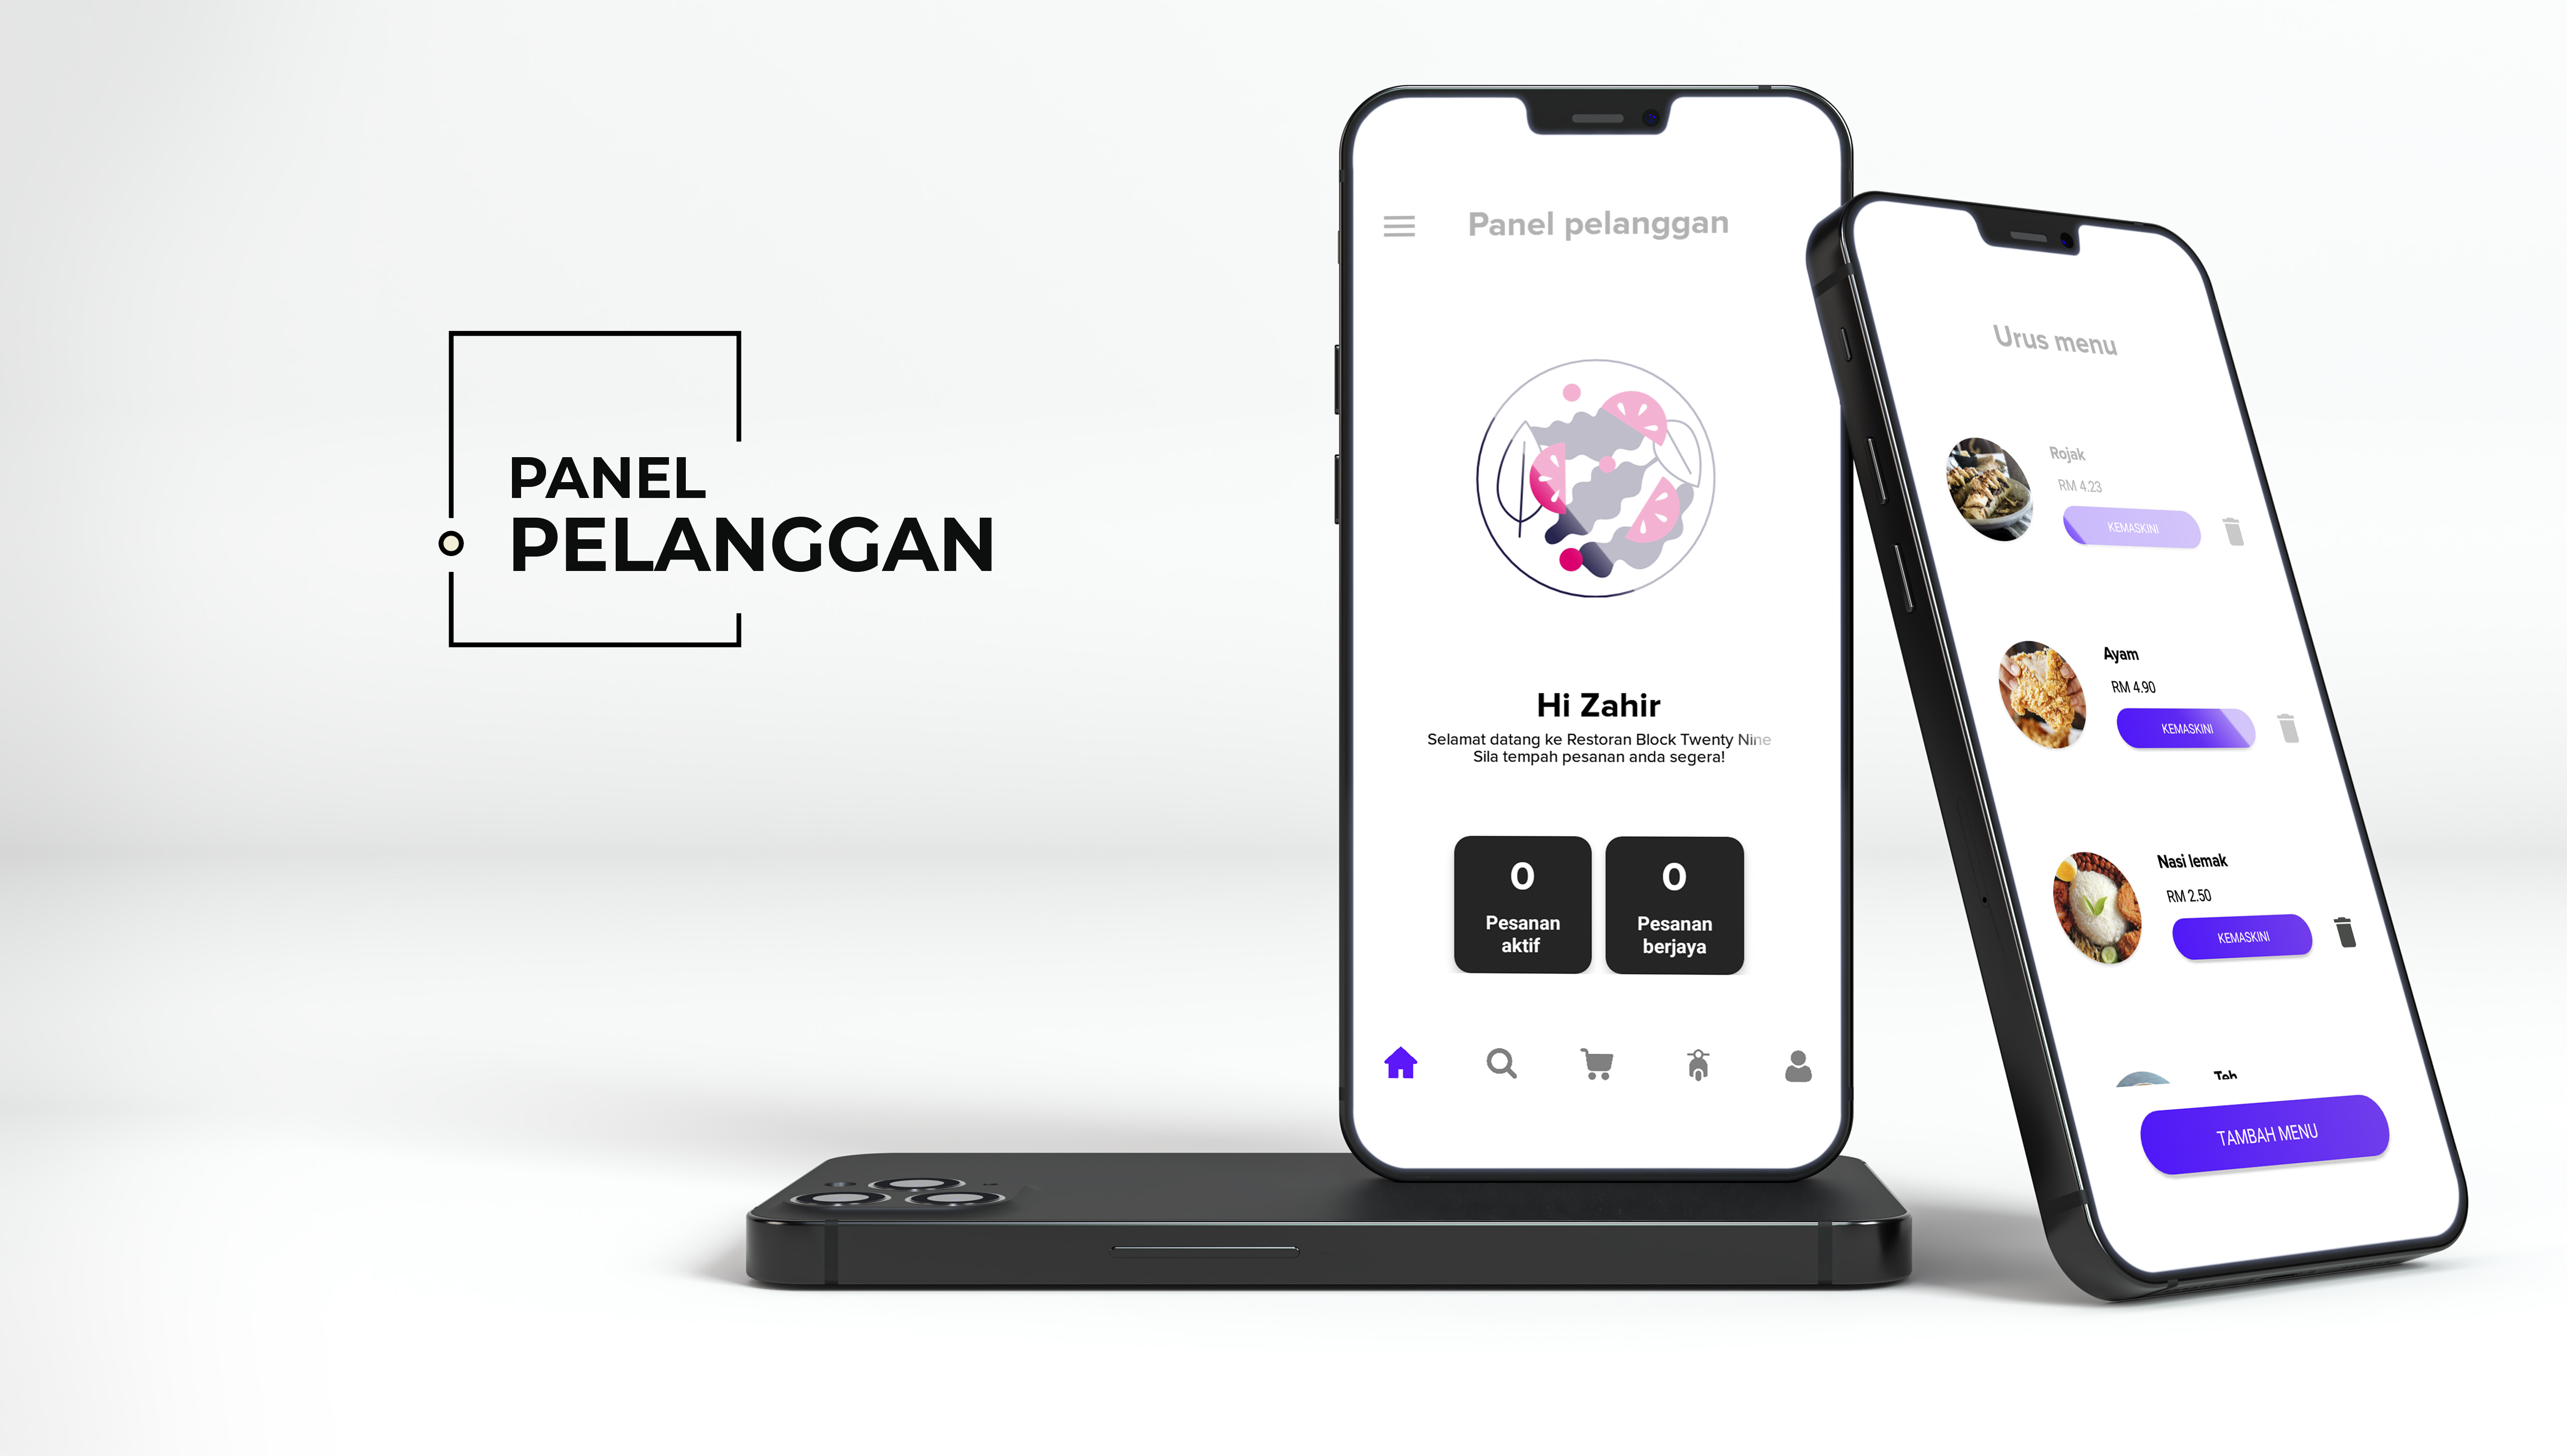 PANEL
PELANGGAN
Panel pelanggan
Hi Zahir
Selamat datang ke Restoran Block Twenty Nine
Sila tempah pesanan anda segera!
0
Pesanan
aktif
0
Pesanan
berjaya
Urus menu
Rojak
RM 4.23
KEMASKINI
Ayam
RM 4.90
KEMASKINI
Nasi lemak
RM 2.50
KEMASKINI
Teh
TAMBAH MENU